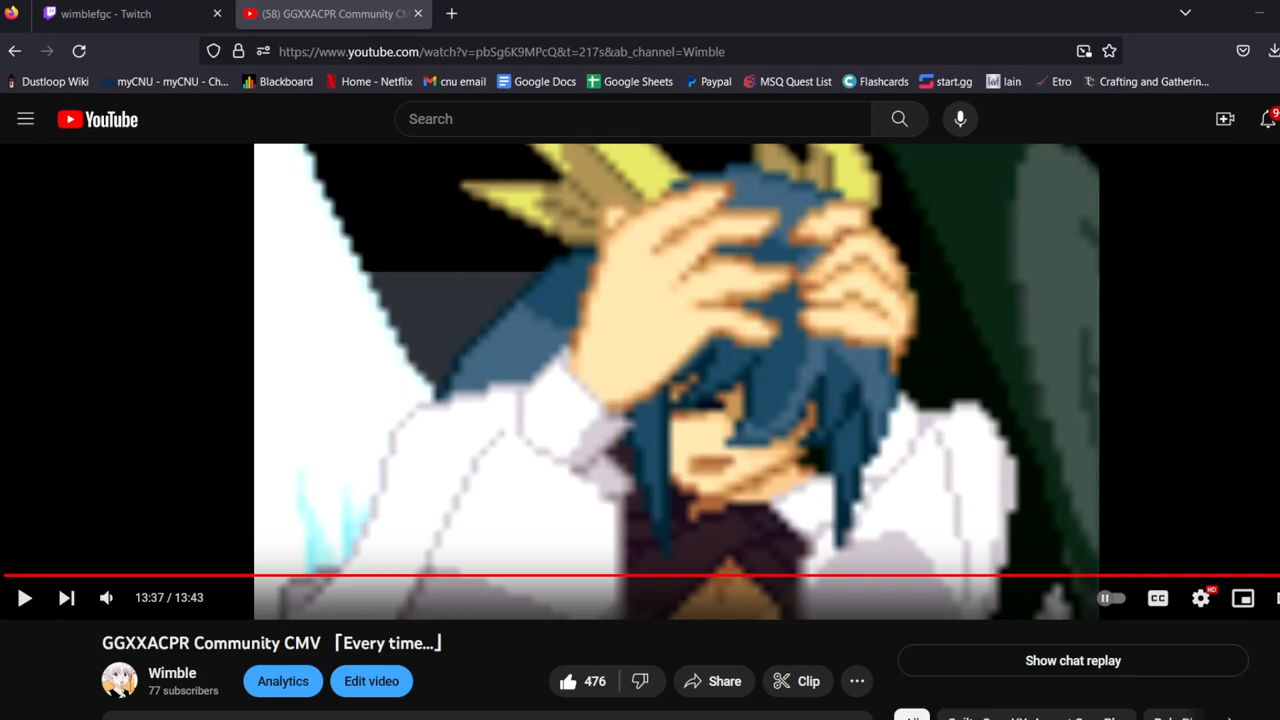 wimblefgc - Twitch
(58) GGXXACPR Community CM
https://www.youtube.com/watch?v=pbSg6K9MPcQ&t=217s&ab_channel=Wimble
Dustloop Wiki myCNU - myCNU - Ch... Blackboard Home - Netflix cnu email Google Docs Google Sheets Paypal MSQ Quest List Flashcards start.gg lain Etro Crafting and Gatherin...
YouTube Search 9
13:37 / 13:43 CC HD
GGXXACPR Community CMV 「Every time...」
Wimble
77 subscribers
Analytics Edit video 476 Share Clip
Show chat replay
All